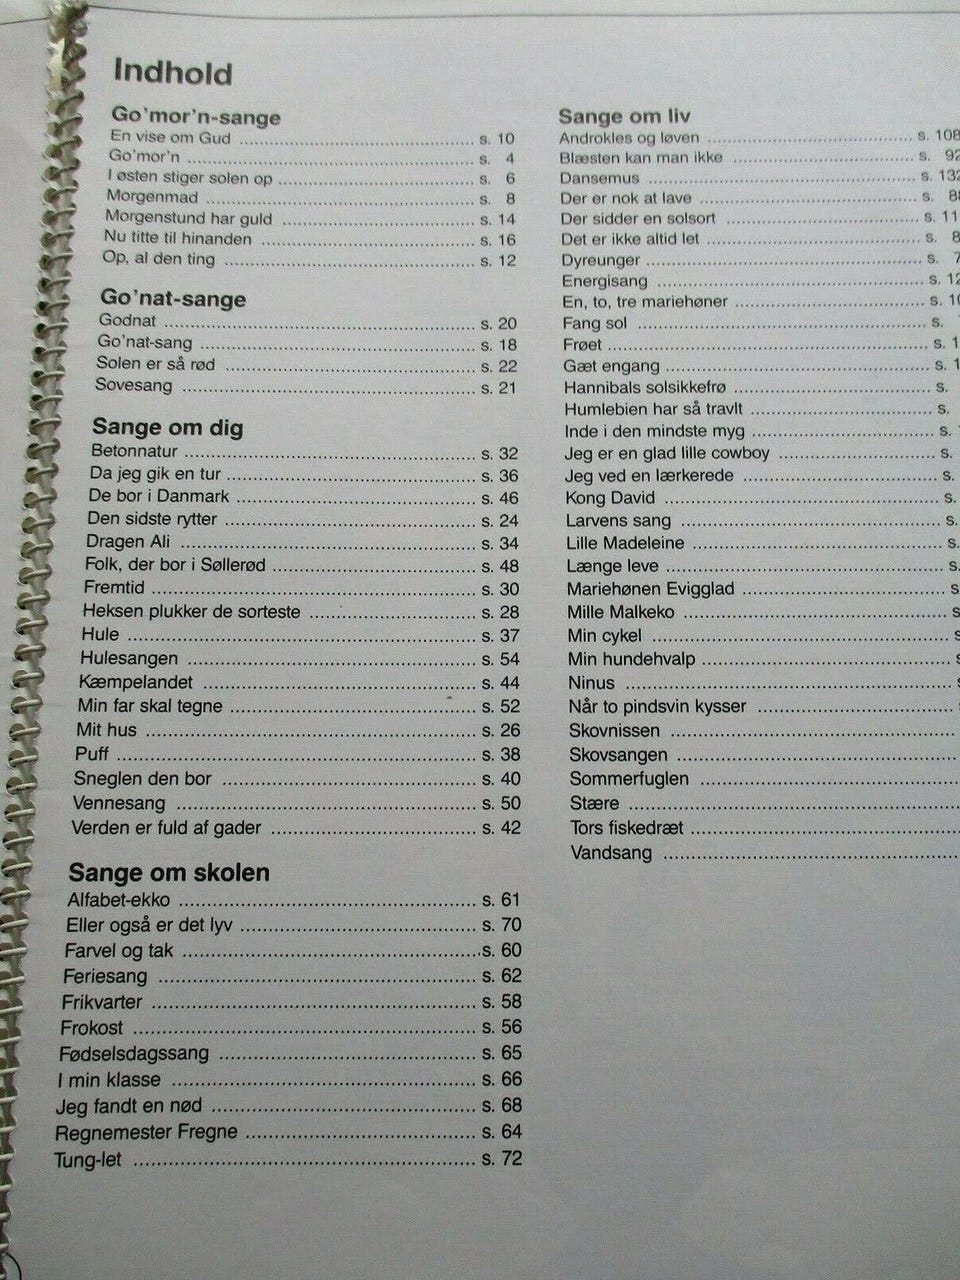 Indhold
Go'mor'n-sange
En vise om Gud s. 10
Go'mor'n s. 4
I østen stiger solen op s. 6
Morgenmad s. 8
Morgenstund har guld s. 14
Nu titte til hinanden s. 16
Op, al den ting s. 12
Go'nat-sange
Godnat s. 20
Go'nat-sang s. 18
Solen er så rød s. 22
Sovesang s. 21
Sange om dig
Betonnatur s. 32
Da jeg gik en tur s. 36
De bor i Danmark s. 46
Den sidste rytter s. 24
Dragen Ali s. 34
Folk, der bor i Søllerød s. 48
Fremtid s. 30
Heksen plukker de sorteste s. 28
Hule s. 37
Hulesangen s. 54
Kæmpelandet s. 44
Min far skal tegne s. 52
Mit hus s. 26
Puff s. 38
Sneglen den bor s. 40
Vennesang s. 50
Verden er fuld af gader s. 42
Sange om skolen
Alfabet-ekko s. 61
Eller også er det lyv s. 70
Farvel og tak s. 60
Feriesang s. 62
Frikvarter s. 58
Frokost s. 56
Fødselsdagssang s. 65
I min klasse s. 66
Jeg fandt en nød s. 68
Regnemester Fregne s. 64
Tung-let s. 72
Sange om liv
Androkles og løven s. 108
Blæsten kan man ikke s. 92
Dansemus s. 132
Der er nok at lave s.
Der sidder en solsort s.
Det er ikke altid let s.
Dyreunger s.
Energisang s.
En, to, tre mariehøner s.
Fang sol s.
Frøet s.
Gæt engang s.
Hannibals solsikkefrø s.
Humlebien har så travlt s.
Inde i den mindste myg s.
Jeg er en glad lille cowboy s.
Jeg ved en lærkerede s.
Kong David s.
Larvens sang s.
Lille Madeleine s.
Længe leve s.
Mariehønen Evigglad s
Mille Malkeko s
Min cykel s
Min hundehvalp
Ninus
Når to pindsvin kysser
Skovnissen
Skovsangen
Sommerfuglen
Stære
Tors fiskedræt
Vandsang